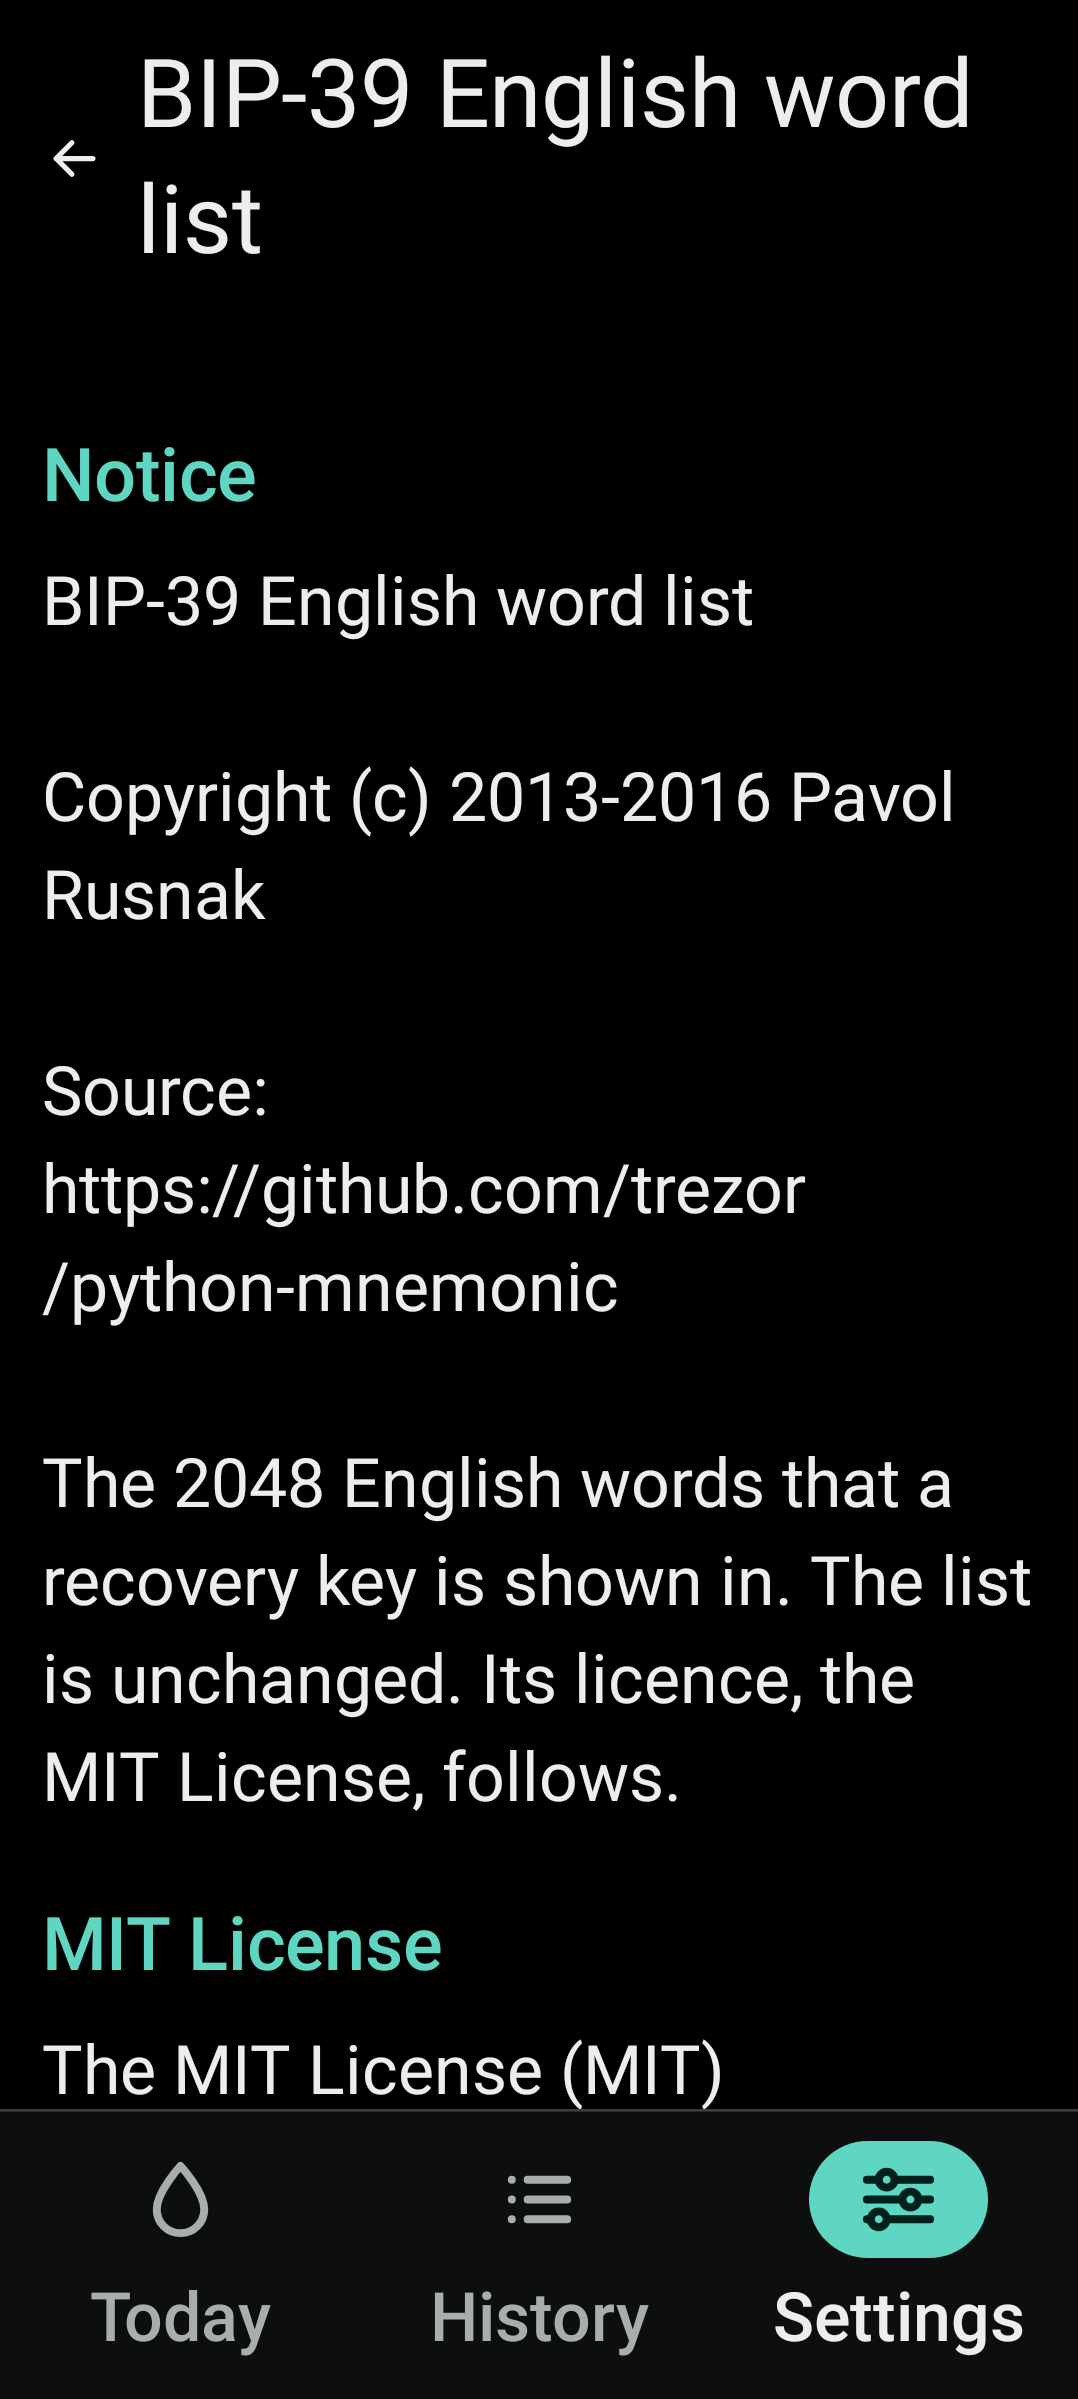 BIP-39 English word
list
Notice
BIP-39 English word list
Copyright (c) 2013-2016 Pavol
Rusnak
Source:
https://github.com/trezor
/python-mnemonic
The 2048 English words that a
recovery key is shown in. The list
is unchanged. Its licence, the
MIT License, follows.
MIT License
The MIT License (MIT)
Today
History
Settings